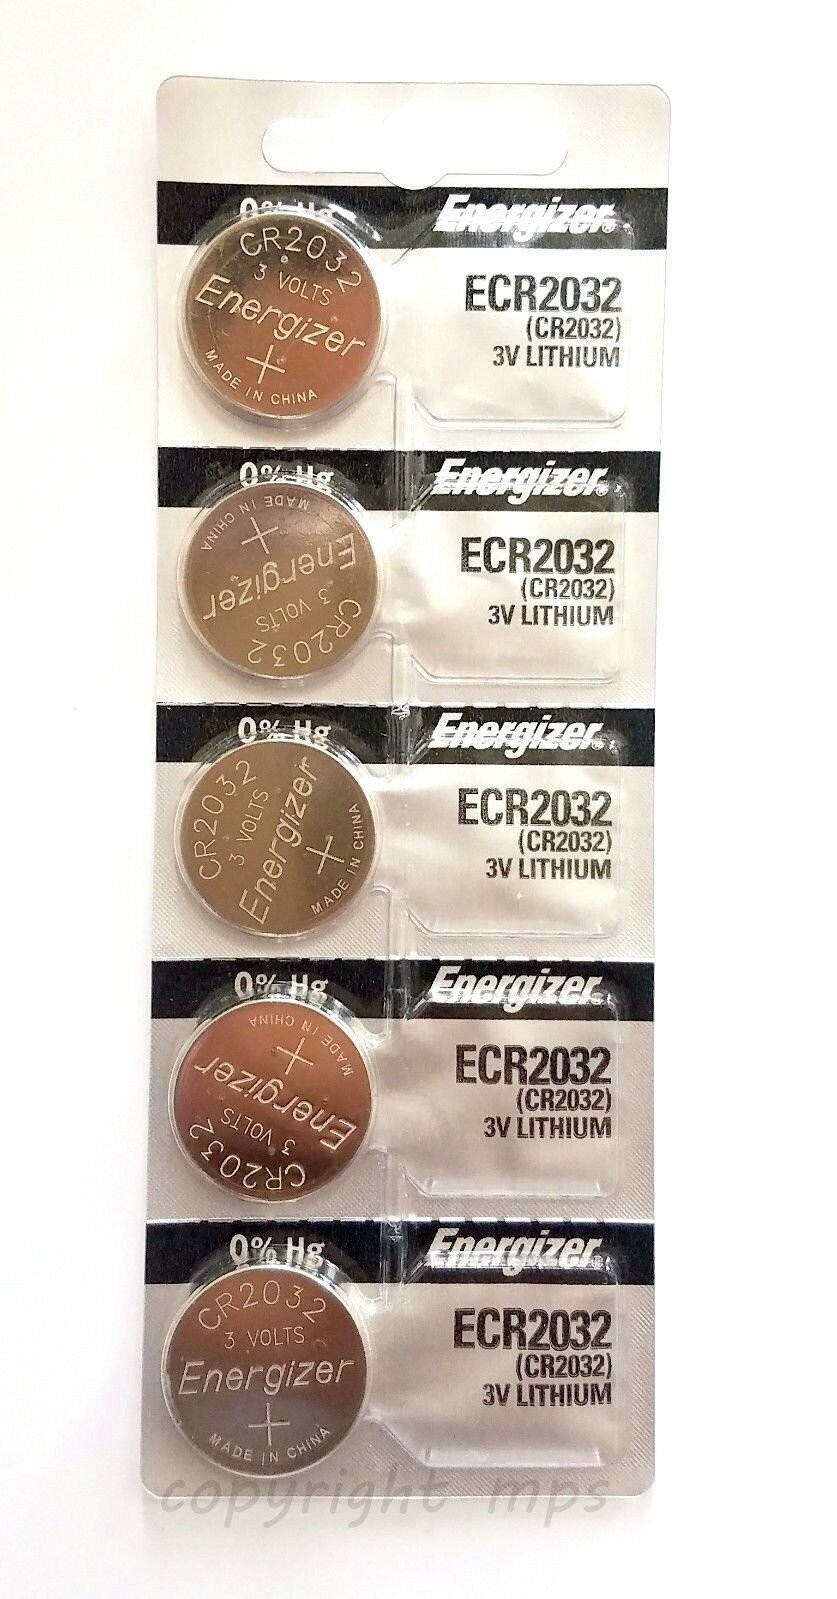 0% Hg
Energizer
CR2032
3 VOLTS
Energizer
+
MADE IN CHINA
ECR2032
(CR2032)
3V LITHIUM
0% Hg
Energizer
MADE IN CHINA
+
Energizer
3 VOLTS
CR2032
ECR2032
(CR2032)
3V LITHIUM
0% Hg
Energizer
CR2032
3 VOLTS
Energizer
+
MADE IN CHINA
ECR2032
(CR2032)
3V LITHIUM
0% Hg
Energizer
MADE IN CHINA
+
Energizer
3 VOLTS
CR2032
ECR2032
(CR2032)
3V LITHIUM
0% Hg
Energizer®
CR2032
3 VOLTS
Energizer
+
MADE IN CHINA
ECR2032
(CR2032)
3V LITHIUM
copyright mps